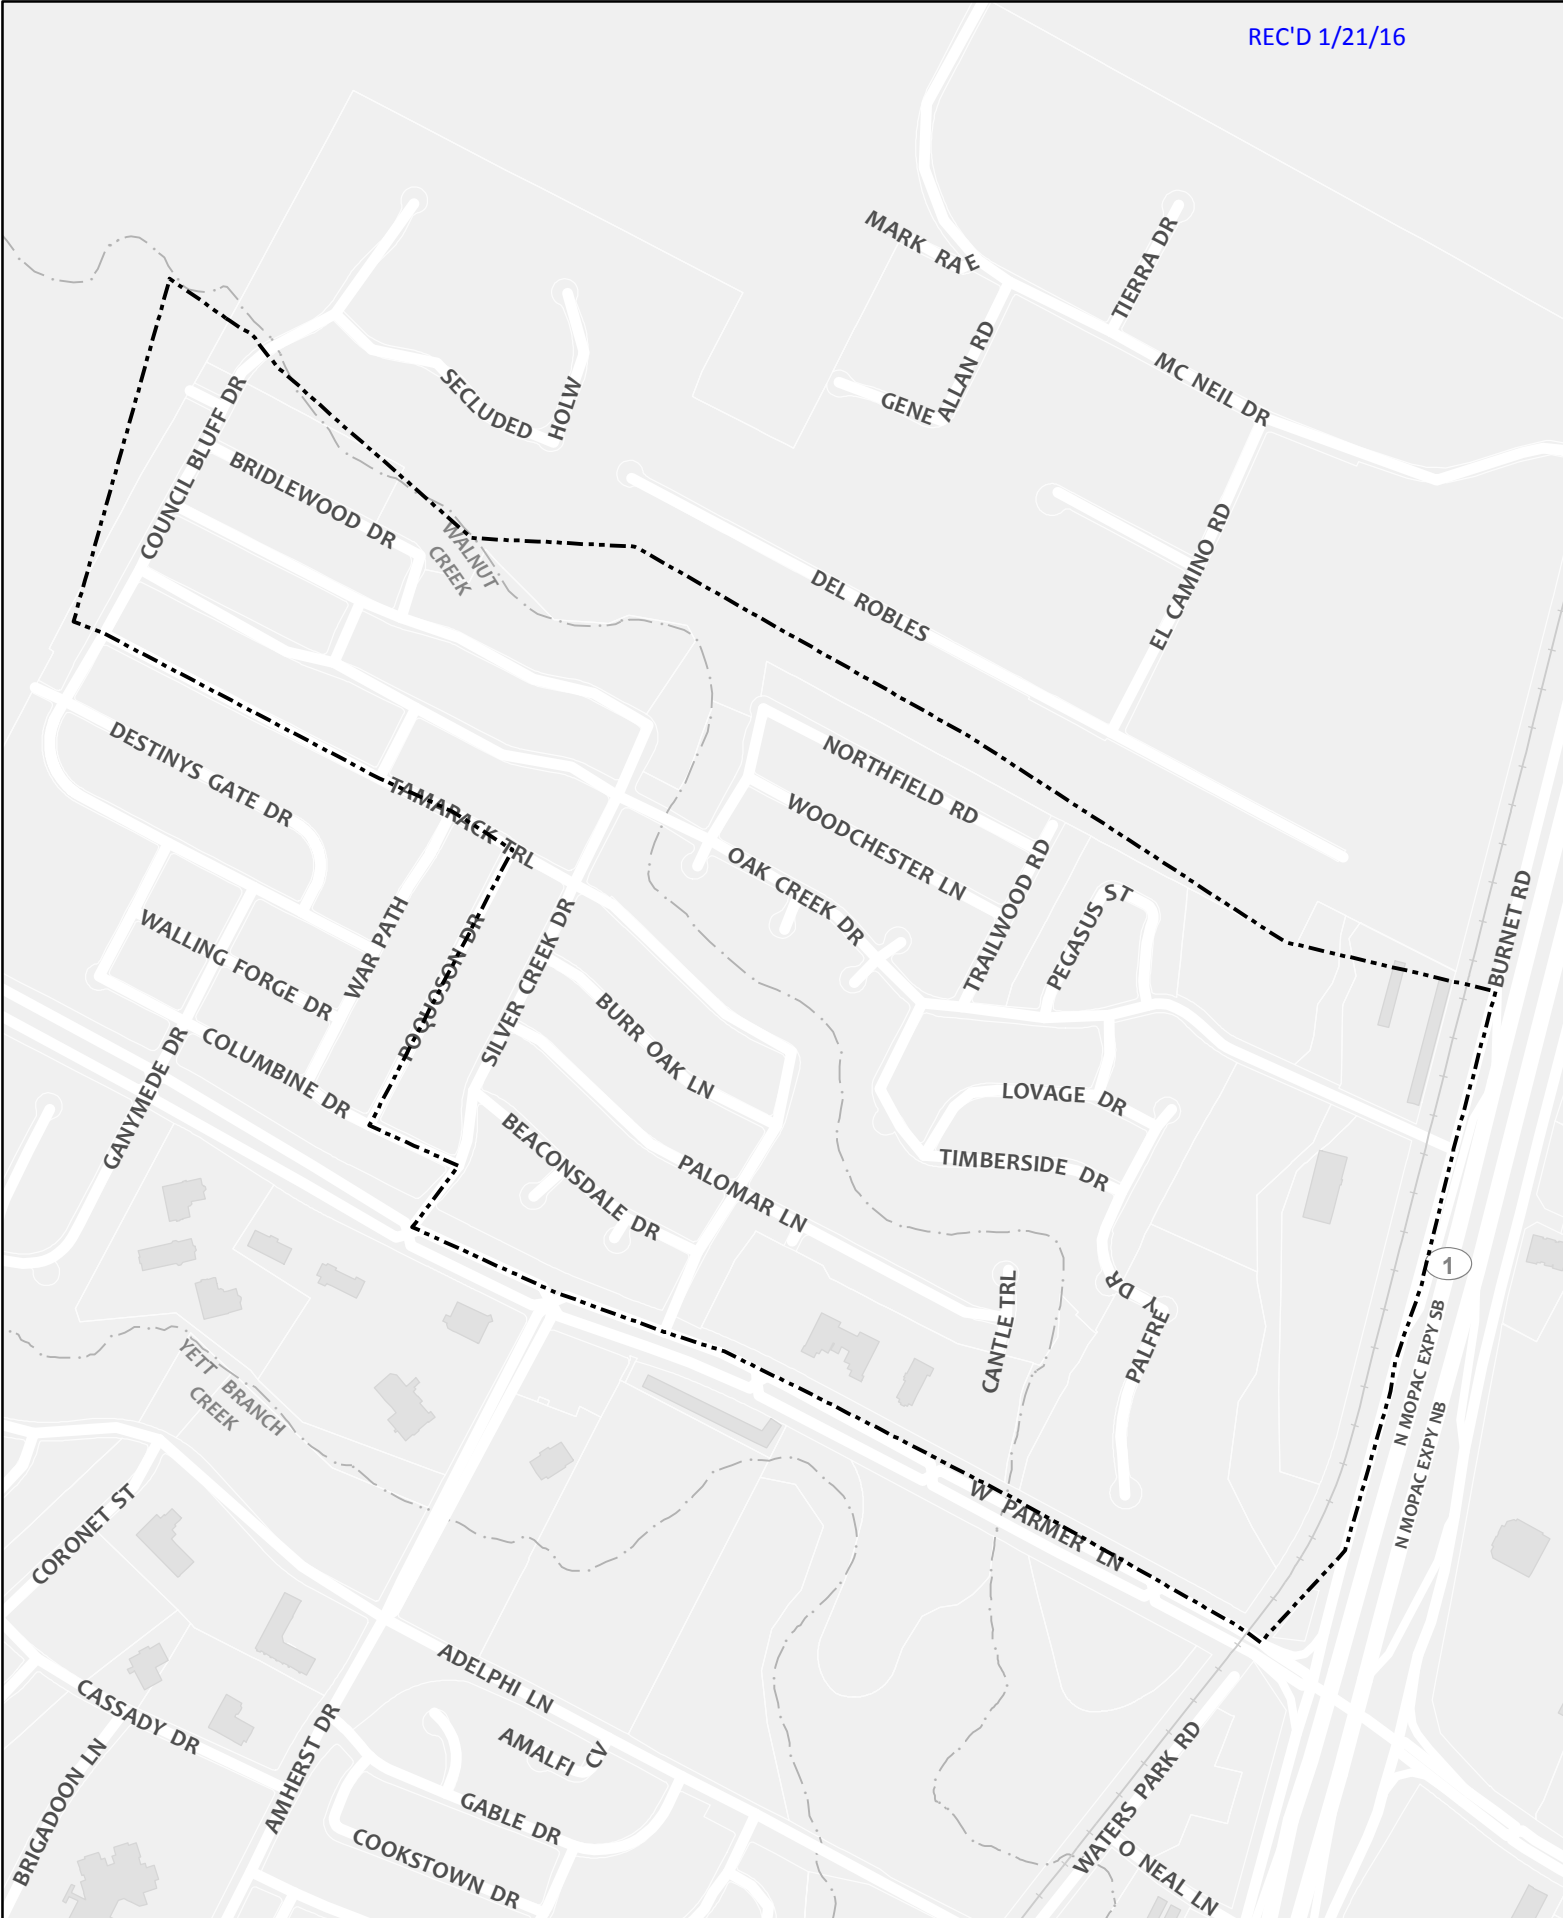 REC'D 1/21/16
MARK RAE
TIERRA DR
GENE ALLAN RD
MC NEIL DR
SECLUDED HOLW
COUNCIL BLUFF DR
BRIDLEWOOD DR
WALNUT
CREEK
DEL ROBLES
EL CAMINO RD
DESTINYS GATE DR
TAMARACK TRL
NORTHFIELD RD
WOODCHESTER LN
OAK CREEK DR
TRAILWOOD RD
PEGASUS ST
BURNET RD
WALLING FORGE DR
WAR PATH
POQUOSON DR
SILVER CREEK DR
BURR OAK LN
COLUMBINE DR
GANYMEDE DR
LOVAGE DR
BEACONSDALE DR
PALOMAR LN
TIMBERSIDE DR
CANTLE TRL
PALFREY DR
1
N MOPAC EXPY SB
N MOPAC EXPY NB
YETT BRANCH
CREEK
W PARMER LN
CORONET ST
ADELPHI LN
CASSADY DR
AMHERST DR
AMALFI CV
BRIGADOON LN
GABLE DR
COOKSTOWN DR
WATERS PARK RD
O NEAL LN